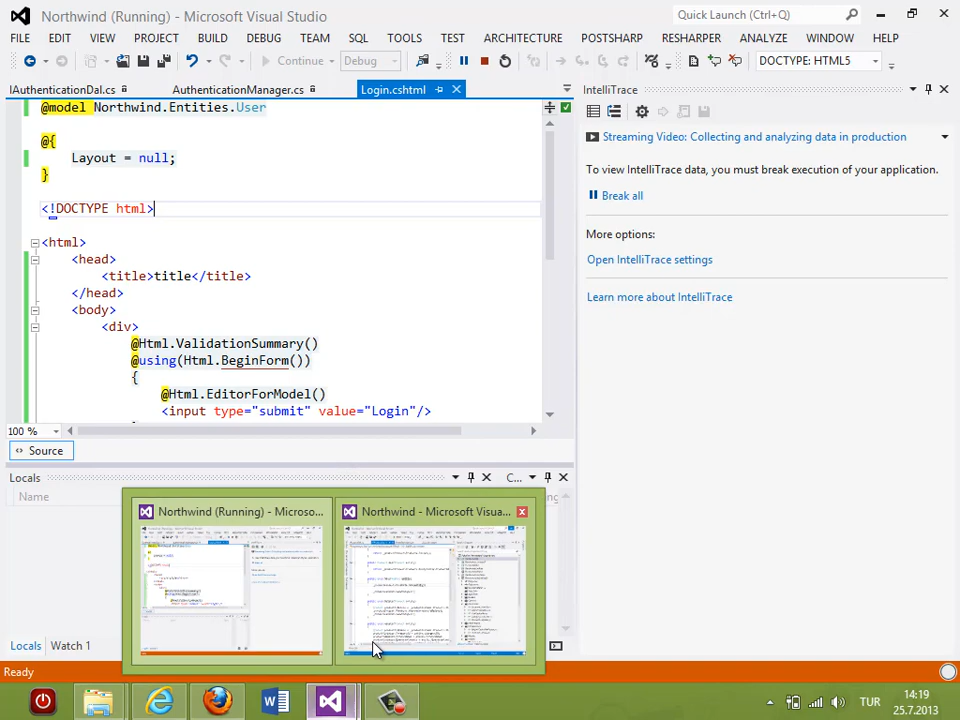 Northwind (Running) - Microsoft Visual Studio
Quick Launch (Ctrl+Q)
FILE EDIT VIEW PROJECT BUILD DEBUG TEAM SQL TOOLS TEST ARCHITECTURE POSTSHARP RESHARPER ANALYZE WINDOW HELP
Continue Debug DOCTYPE: HTML5
IAuthenticationDal.cs AuthenticationManager.cs Login.cshtml
@model Northwind.Entities.User
@{
Layout = null;
}
<!DOCTYPE html>
<html>
<head>
<title>title</title>
</head>
<body>
<div>
@Html.ValidationSummary()
@using(Html.BeginForm())
{
@Html.EditorForModel()
<input type="submit" value="Login"/>
100 %
Source
IntelliTrace
Streaming Video: Collecting and analyzing data in production
To view IntelliTrace data, you must break execution of your application.
Break all
More options:
Open IntelliTrace settings
Learn more about IntelliTrace
Locals
C...
Name
Northwind (Running) - Microso...
Northwind - Microsoft Visua...
Locals Watch 1
Ready
TUR
14:19
25.7.2013